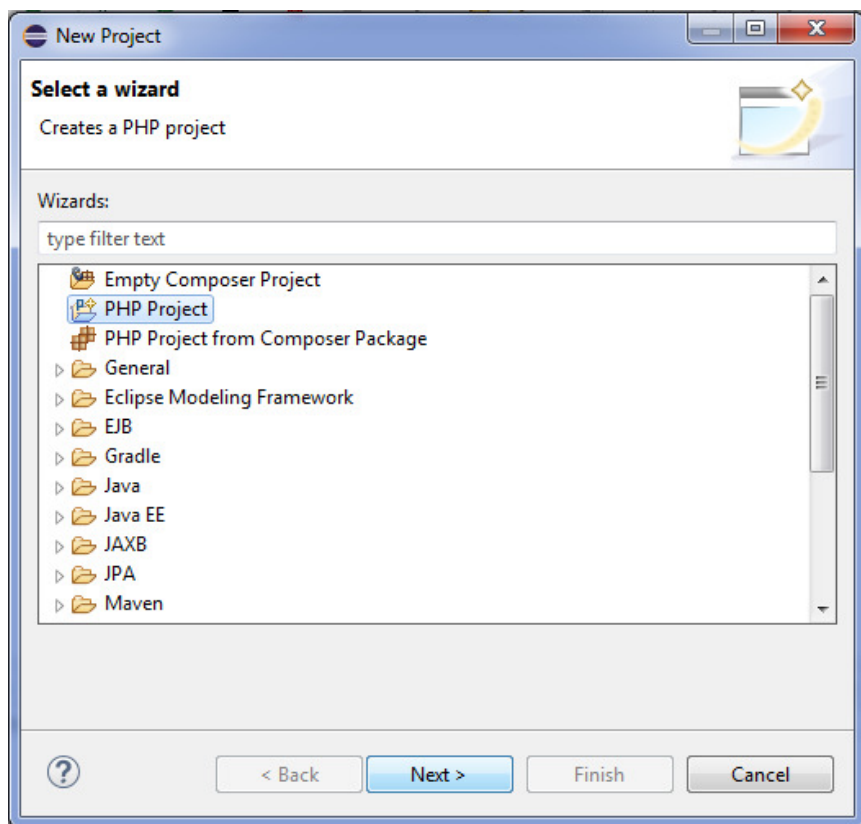 New Project
Select a wizard
Creates a PHP project
Wizards:
type filter text
Empty Composer Project
PHP Project
PHP Project from Composer Package
General
Eclipse Modeling Framework
EJB
Gradle
Java
Java EE
JAXB
JPA
Maven
? < Back Next > Finish Cancel